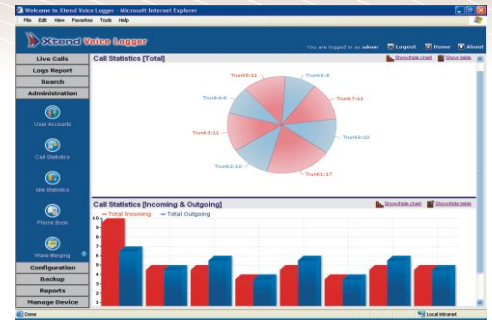 Welcome to Xtend Voice Logger - Microsoft Internet Explorer
File Edit View Favorites Tools Help
Xtend Voice Logger
You are logged in as admin Logout Home About
Live Calls
Logs Report
Search
Administration
User Accounts
Call Statistics
Idle Statistics
Phone Book
Wave Merging
Configuration
Backup
Reports
Manage Device
Call Statistics [Total]
Show/hide chart Show/hide table
Trunk5:11
Trunk6:8
Trunk4:8
Trunk7:11
Trunk3:11
Trunk8:10
Trunk2:10
Trunk1:17
Call Statistics [Incoming & Outgoing]
Show/hide chart Show/hide table
Total Incoming Total Outgoing
10
9
8
7
6
5
4
3
2
1
Done
Local intranet